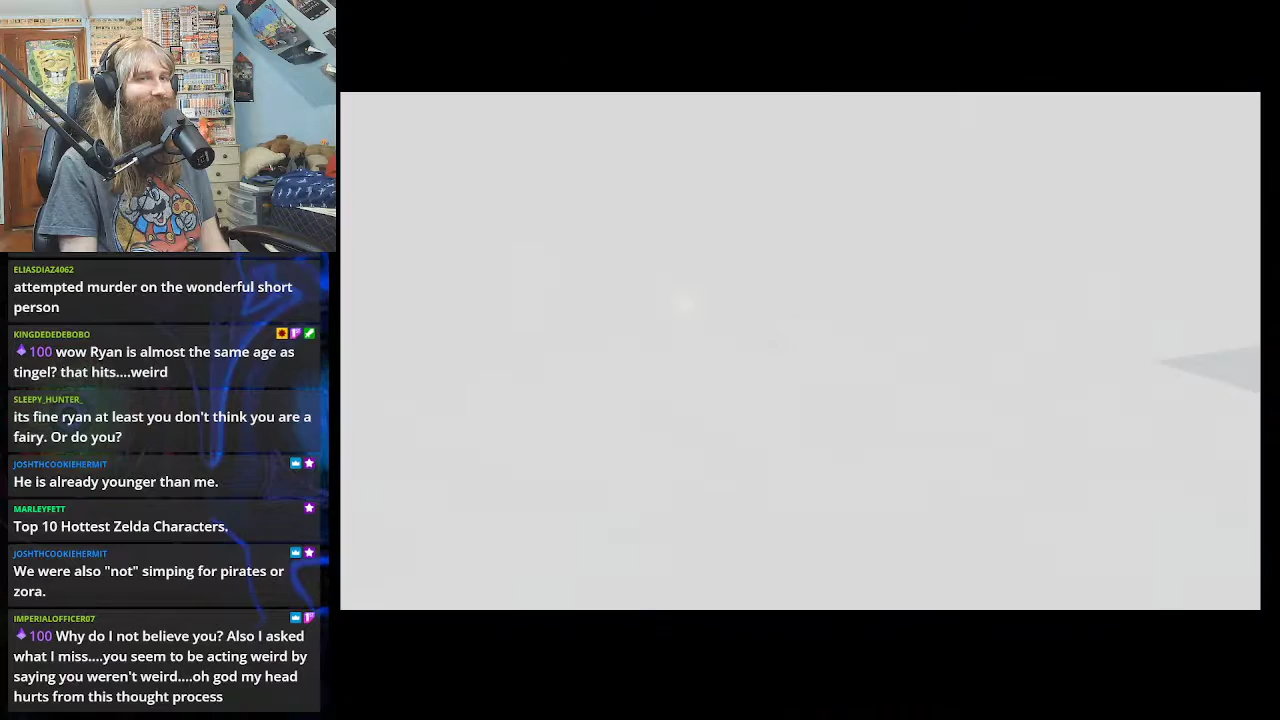 ELIASDIAZ4062
attempted murder on the wonderful short
person
KINGDEDEDEBOBO
100 wow Ryan is almost the same age as
tingel? that hits....weird
SLEEPY_HUNTER_
its fine ryan at least you don't think you are a
fairy. Or do you?
JOSHTHCOOKIEHERMIT
He is already younger than me.
MARLEYFETT
Top 10 Hottest Zelda Characters.
JOSHTHCOOKIEHERMIT
We were also "not" simping for pirates or
zora.
IMPERIALOFFICER07
100 Why do I not believe you? Also I asked
what I miss....you seem to be acting weird by
saying you weren't weird....oh god my head
hurts from this thought process